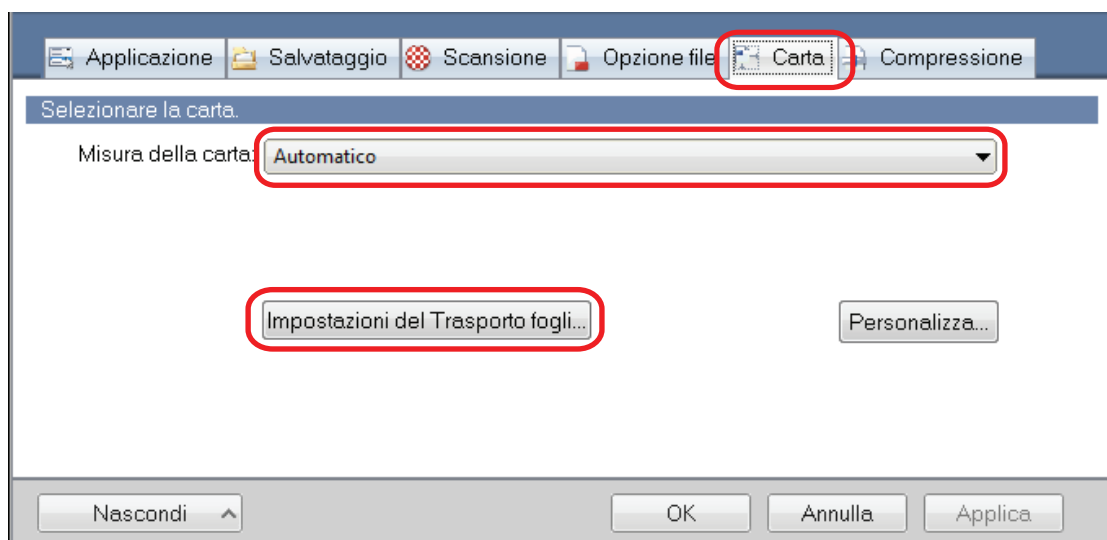 Applicazione Salvataggio Scansione Opzione file Carta Compressione
Selezionare la carta.
Misura della carta: Automatico
Impostazioni del Trasporto fogli... Personalizza...
Nascondi OK Annulla Applica